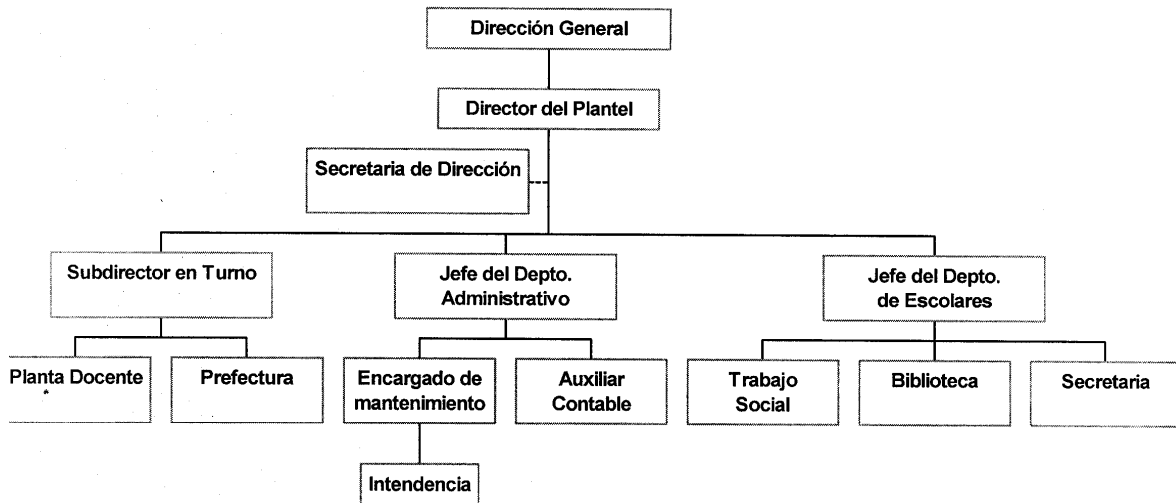 Dirección General
Director del Plantel
Secretaria de Dirección
Subdirector en Turno
Jefe del Depto.
Administrativo
Jefe del Depto.
de Escolares
Planta Docente
*
Prefectura
Encargado de
mantenimiento
Auxiliar
Contable
Trabajo
Social
Biblioteca
Secretaria
Intendencia